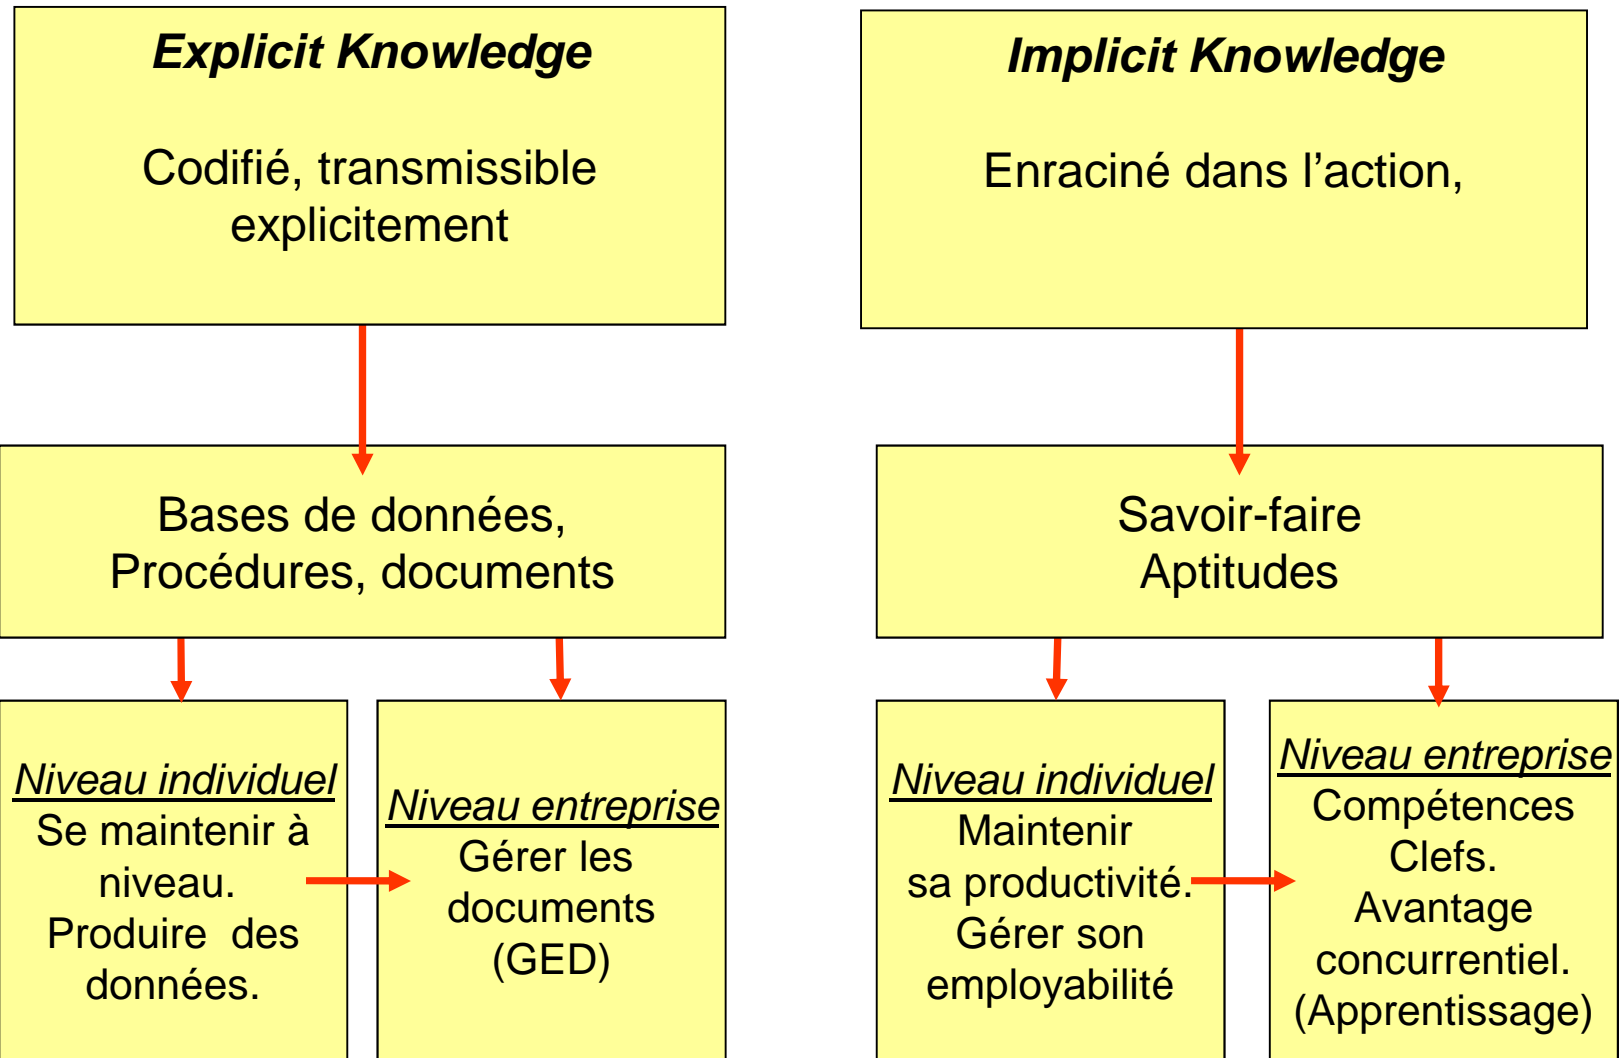 Explicit Knowledge
Codifié, transmissible
explicitement
Implicit Knowledge
Enraciné dans l’action,
Bases de données,
Procédures, documents
Savoir-faire
Aptitudes
Niveau individuel
Se maintenir à
niveau.
Produire des
données.
Niveau entreprise
Gérer les
documents
(GED)
Niveau individuel
Maintenir
sa productivité.
Gérer son
employabilité
Niveau entreprise
Compétences
Clefs.
Avantage
concurrentiel.
(Apprentissage)